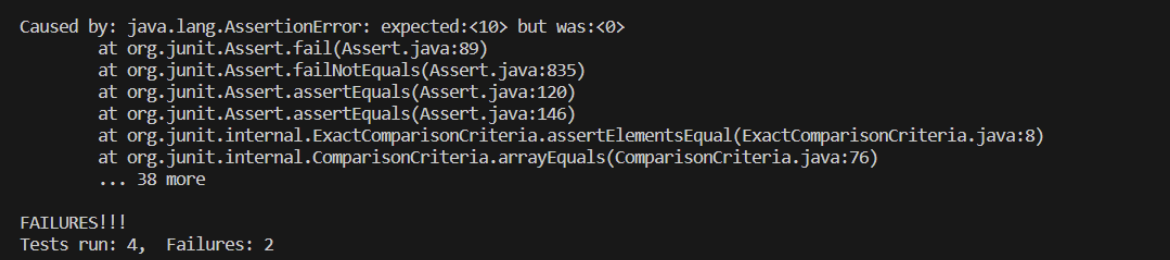 Caused by: java.lang.AssertionError: expected:<10> but was:<0>
        at org.junit.Assert.fail(Assert.java:89)
        at org.junit.Assert.failNotEquals(Assert.java:835)
        at org.junit.Assert.assertEquals(Assert.java:120)
        at org.junit.Assert.assertEquals(Assert.java:146)
        at org.junit.internal.ExactComparisonCriteria.assertElementsEqual(ExactComparisonCriteria.java:8)
        at org.junit.internal.ComparisonCriteria.arrayEquals(ComparisonCriteria.java:76)
        ... 38 more

FAILURES!!!
Tests run: 4,  Failures: 2